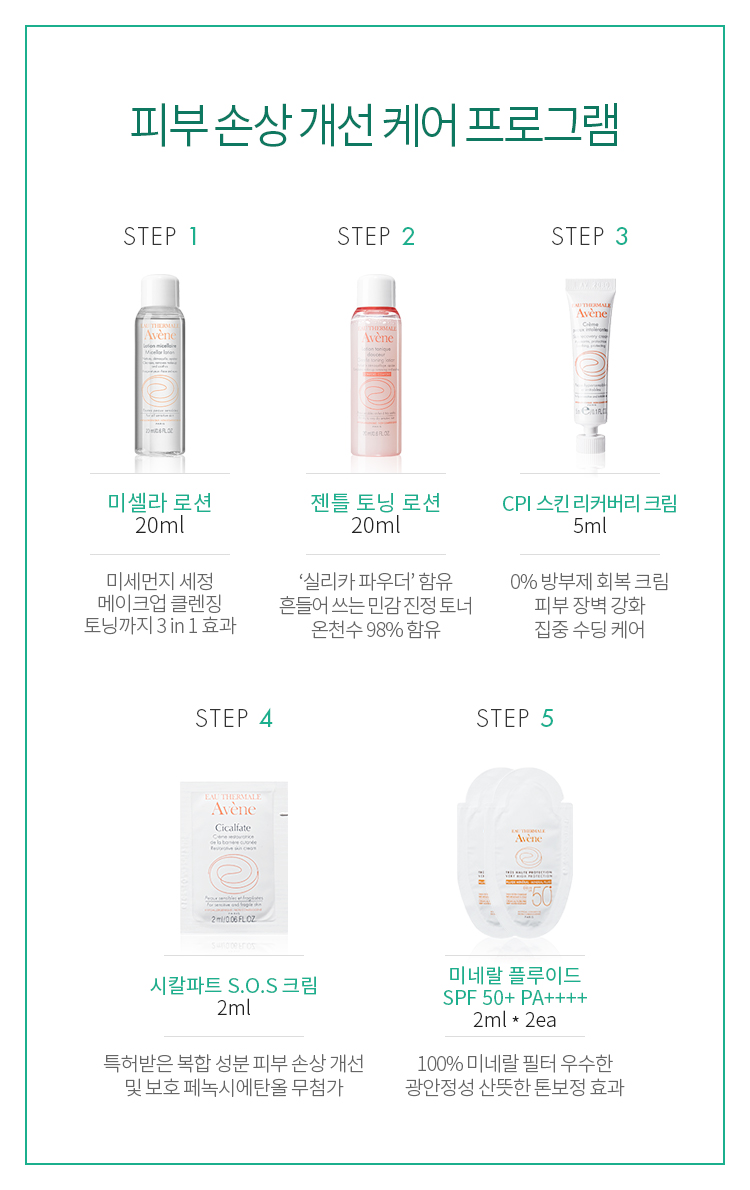 피부 손상 개선 케어 프로그램
STEP 1
STEP 2
STEP 3
EAU THERMALE
Avène
Lotion micellaire
Micellar lotion
20 ml/0.6 FL.OZ.
EAU THERMALE
Avène
EAU THERMALE
Avène
Crème
미셀라 로션
20ml
젠틀 토닝 로션
20ml
CPI 스킨 리커버리 크림
5ml
미세먼지 세정
메이크업 클렌징
토닝까지 3 in 1 효과
‘실리카 파우더’ 함유
흔들어 쓰는 민감 진정 토너
온천수 98% 함유
0% 방부제 회복 크림
피부 장벽 강화
집중 수딩 케어
STEP 4
STEP 5
EAU THERMALE
Avène
Cicalfate
Crème restauratrice
de la barrière cutanée
Restorative skin cream
Peaux sensibles et fragilisées
For sensitive and fragile skin
2 ml/0.06 FL.OZ.
EAU THERMALE
Avène
TRÈS HAUTE PROTECTION
VERY HIGH PROTECTION
50+
시칼파트 S.O.S 크림
2ml
미네랄 플루이드
SPF 50+ PA++++
2ml * 2ea
특허받은 복합 성분 피부 손상 개선
및 보호 페녹시에탄올 무첨가
100% 미네랄 필터 우수한
광안정성 산뜻한 톤보정 효과